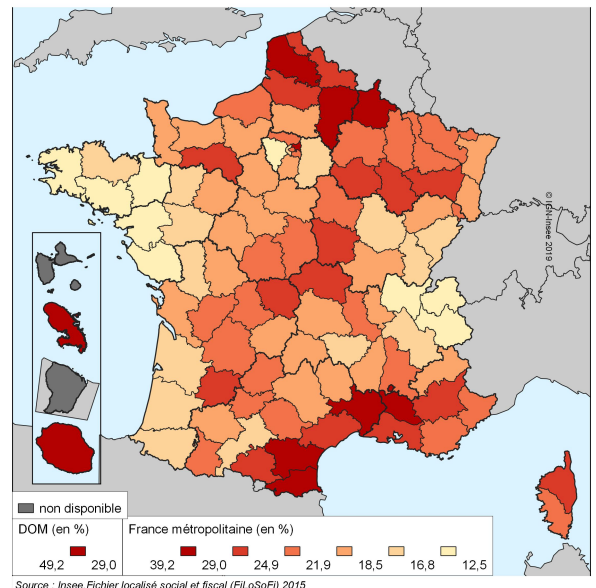 © IGN-Insee 2019
non disponible
DOM (en %)
France métropolitaine (en %)
49,2 29,0
39,2 29,0 24,9 21,9 18,5 16,8 12,5
Source : Insee Fichier localisé social et fiscal (FiLoSoFi) 2015